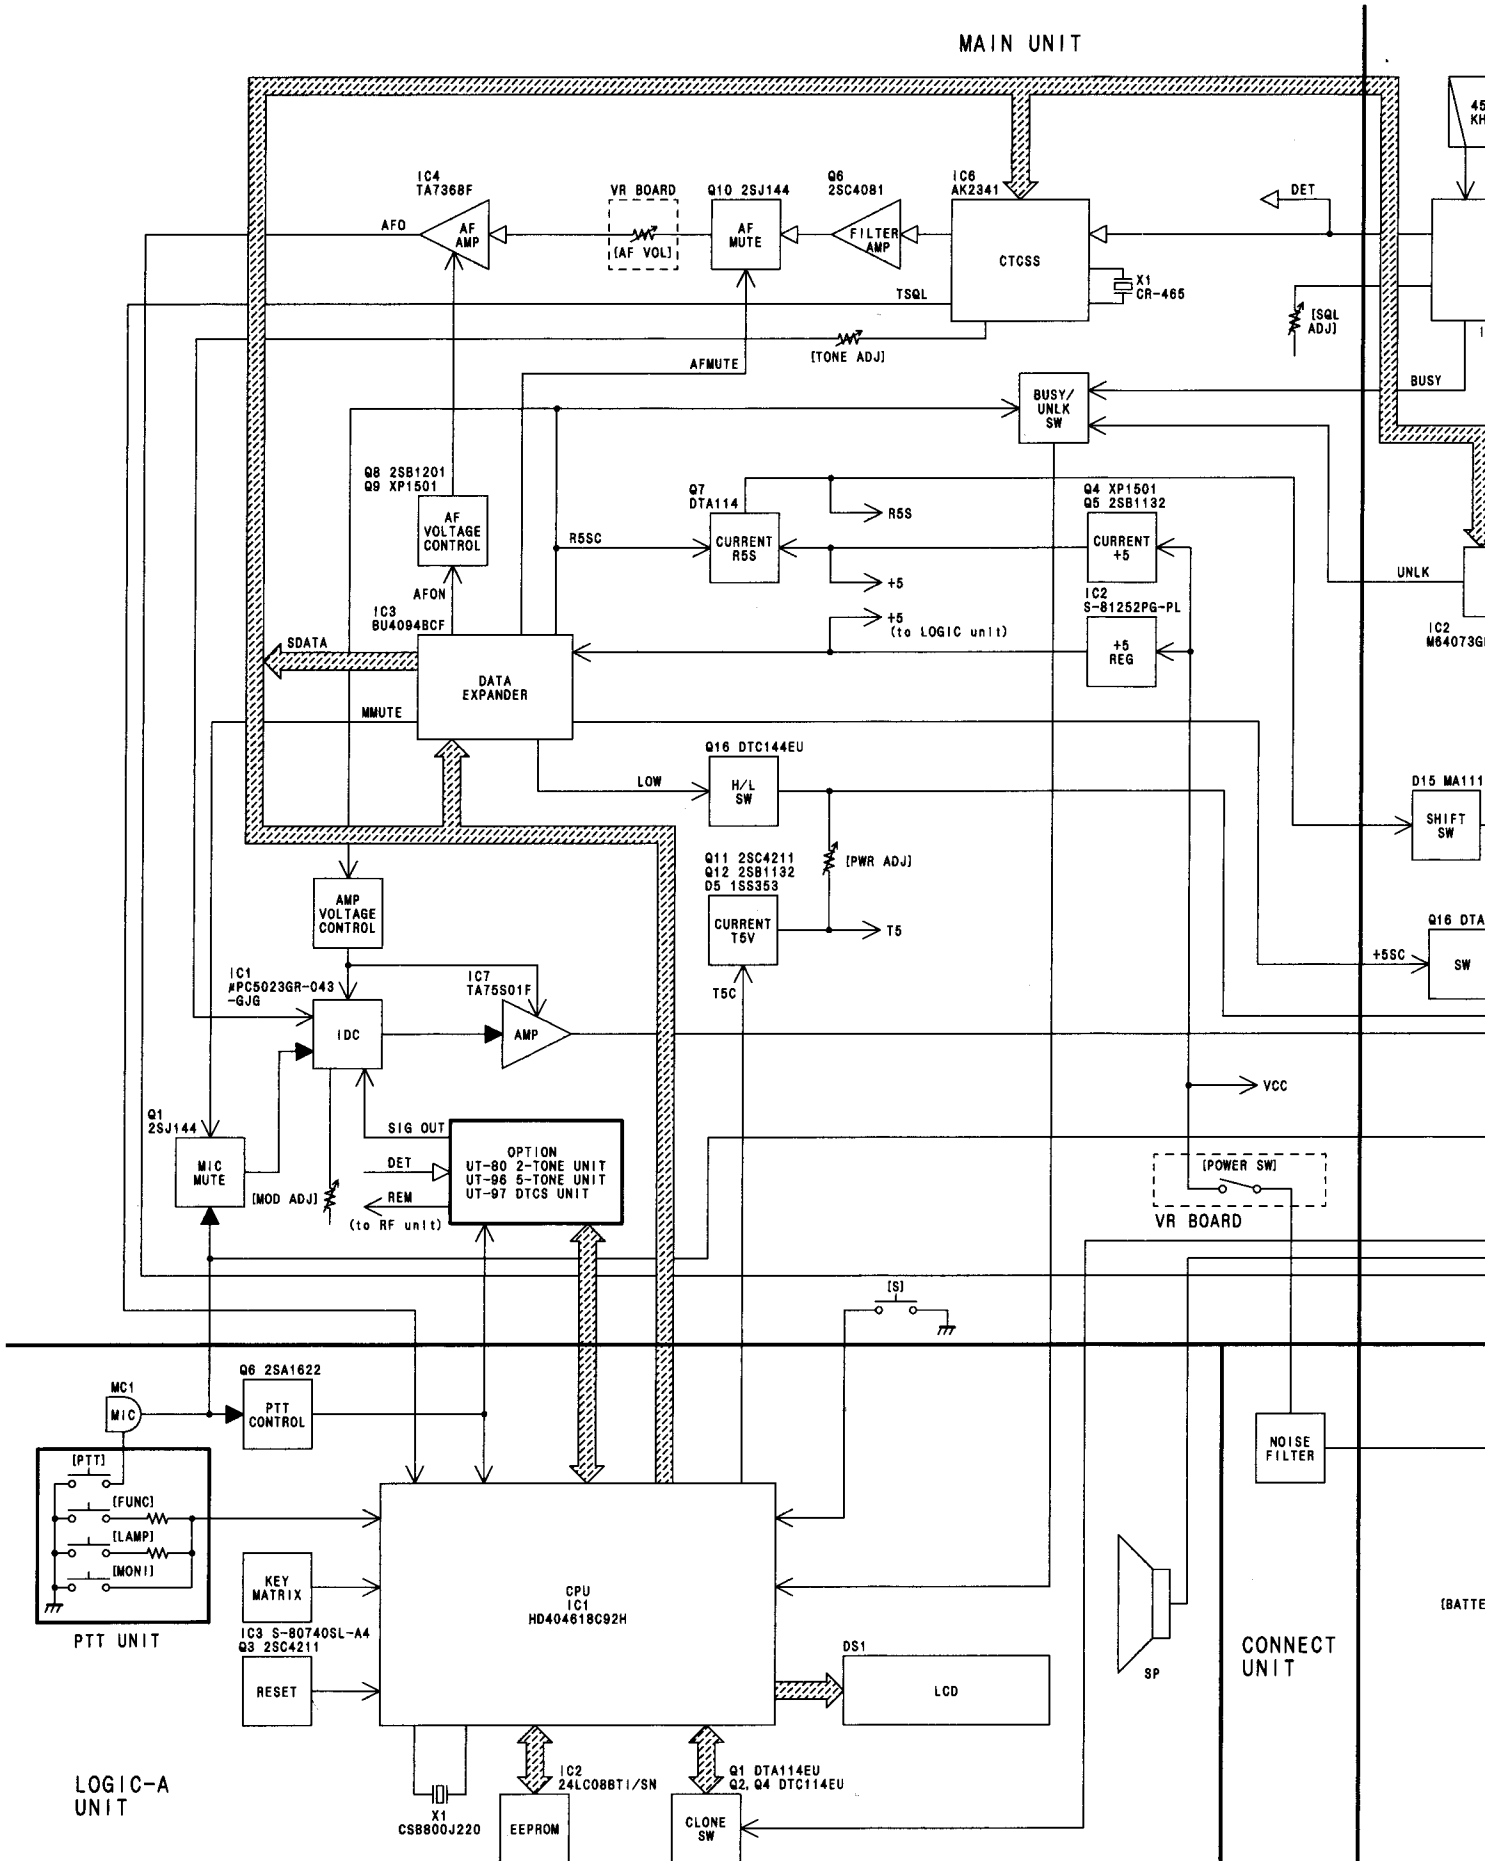 MAIN UNIT
45
KH
IC4
TA7368F
VR BOARD
Q10 2SJ144
Q6
2SC4081
IC6
AK2341
DET
AFO
AF
AMP
[AF VOL]
AF
MUTE
FILTER
AMP
CTCSS
X1
CR-465
TSQL
[SQL
ADJ]
[TONE ADJ]
AFMUTE
BUSY/
UNLK
SW
BUSY
Q8 2SB1201
Q9 XP1501
AF
VOLTAGE
CONTROL
Q7
DTA114
R5S
Q4 XP1501
Q5 2SB1132
R5SC
CURRENT
R5S
CURRENT
+5
+5
UNLK
AFON
IC3
BU4094BCF
+5
(to LOGIC unit)
IC2
S-81252PG-PL
IC2
M64073G
SDATA
DATA
EXPANDER
+5
REG
MMUTE
Q16 DTC144EU
LOW
H/L
SW
D15 MA111
SHIFT
SW
Q11 2SC4211
Q12 2SB1132
D5 1SS353
[PWR ADJ]
AMP
VOLTAGE
CONTROL
CURRENT
T5V
T5
Q16 DTA
+5SC
SW
IC1
µPC5023GR-043
-GJG
IC7
TA75S01F
T5C
IDC
AMP
VCC
Q1
2SJ144
SIG OUT
MIC
MUTE
DET
REM
(to RF unit)
[MOD ADJ]
OPTION
UT-80 2-TONE UNIT
UT-96 5-TONE UNIT
UT-97 DTCS UNIT
[POWER SW]
VR BOARD
[S]
MC1
MIC
Q6 2SA1622
PTT
CONTROL
NOISE
FILTER
[PTT]
[FUNC]
[LAMP]
[MONI]
PTT UNIT
KEY
MATRIX
CPU
IC1
HD404618C92H
IC3 S-80740SL-A4
Q3 2SC4211
RESET
DS1
LCD
SP
CONNECT
UNIT
[BATTE
LOGIC-A
UNIT
X1
CSB800J220
IC2
24LC08BTI/SN
EEPROM
Q1 DTA114EU
Q2, Q4 DTC114EU
CLONE
SW